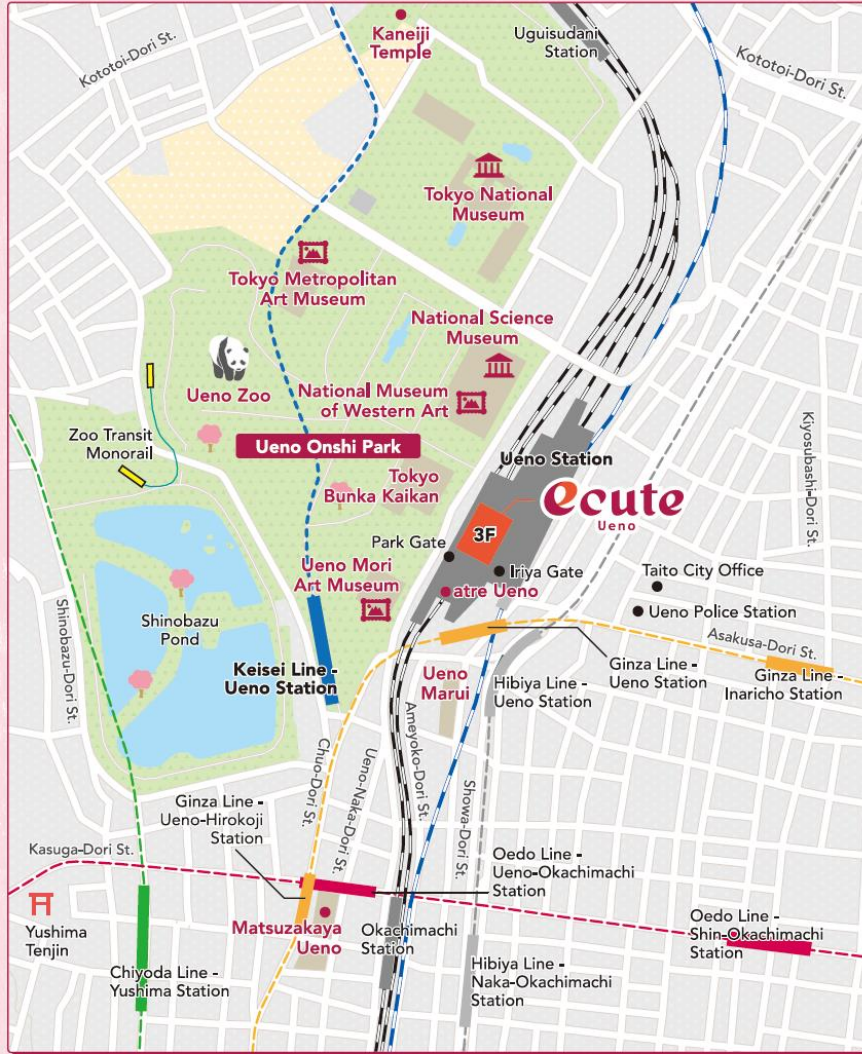 Kaneiji
Temple
Uguisudani
Station
Kototoi-Dori St.
Kototoi-Dori St.
Tokyo National
Museum
Tokyo Metropolitan
Art Museum
National Science
Museum
Ueno Zoo
National Museum
of Western Art
Zoo Transit
Monorail
Ueno Onshi Park
Ueno Station
Kiyosubashi-Dori St.
Tokyo
Bunka Kaikan
ecute
Ueno
3F
Park Gate
Iriya Gate
Taito City Office
Ueno Mori
Art Museum
atre Ueno
Ueno Police Station
Shinobazu
Pond
Shinobazu-Dori St.
Asakusa-Dori St.
Keisei Line -
Ueno Station
Ueno
Marui
Hibiya Line -
Ueno Station
Ginza Line -
Ueno Station
Ginza Line -
Inaricho Station
Chuo-Dori St.
Ueno-Naka-Dori St.
Ameyoko-Dori St.
Showa-Dori St.
Ginza Line -
Ueno-Hirokoji
Station
Kasuga-Dori St.
Oedo Line -
Ueno-Okachimachi
Station
Yushima
Tenjin
Matsuzakaya
Ueno
Okachimachi
Station
Oedo Line -
Shin-Okachimachi
Station
Chiyoda Line -
Yushima Station
Hibiya Line -
Naka-Okachimachi
Station